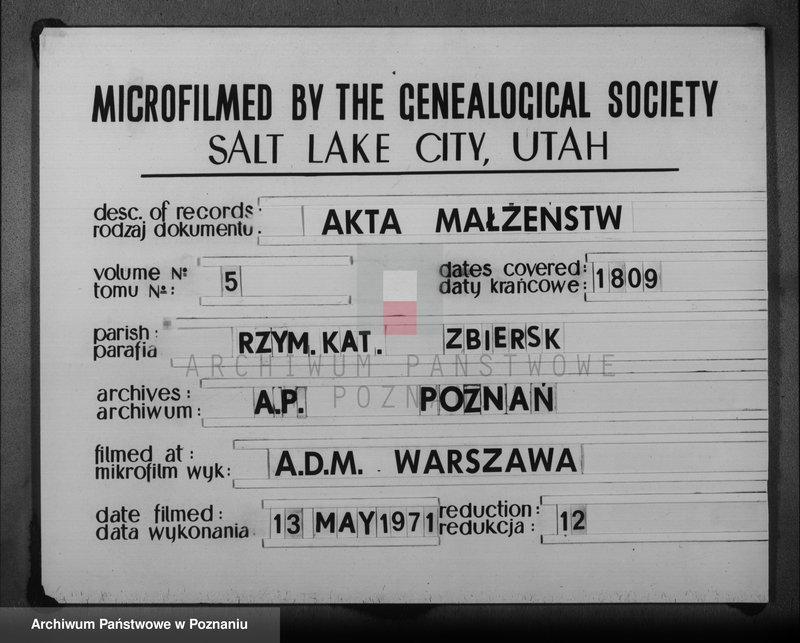 MICROFILMED BY THE GENEALOGICAL SOCIETY
SALT LAKE CITY, UTAH
desc. of records: AKTA MAŁŻEŃSTW
rodzaj dokumentu:
volume No 5 dates covered: 1809
tomu No: daty krańcowe:
parish: RZYM. KAT. ZBIERSK
parafia
ARCHIWUM PAŃSTWOWE
archives: A.P. POZNAŃ
archiwum:
POZNAŃ
filmed at: A.D.M. WARSZAWA
mikrofilm wyk:
date filmed: 13 MAY 1971 reduction: 12
data wykonania redukcja:
Archiwum Państwowe w Poznaniu